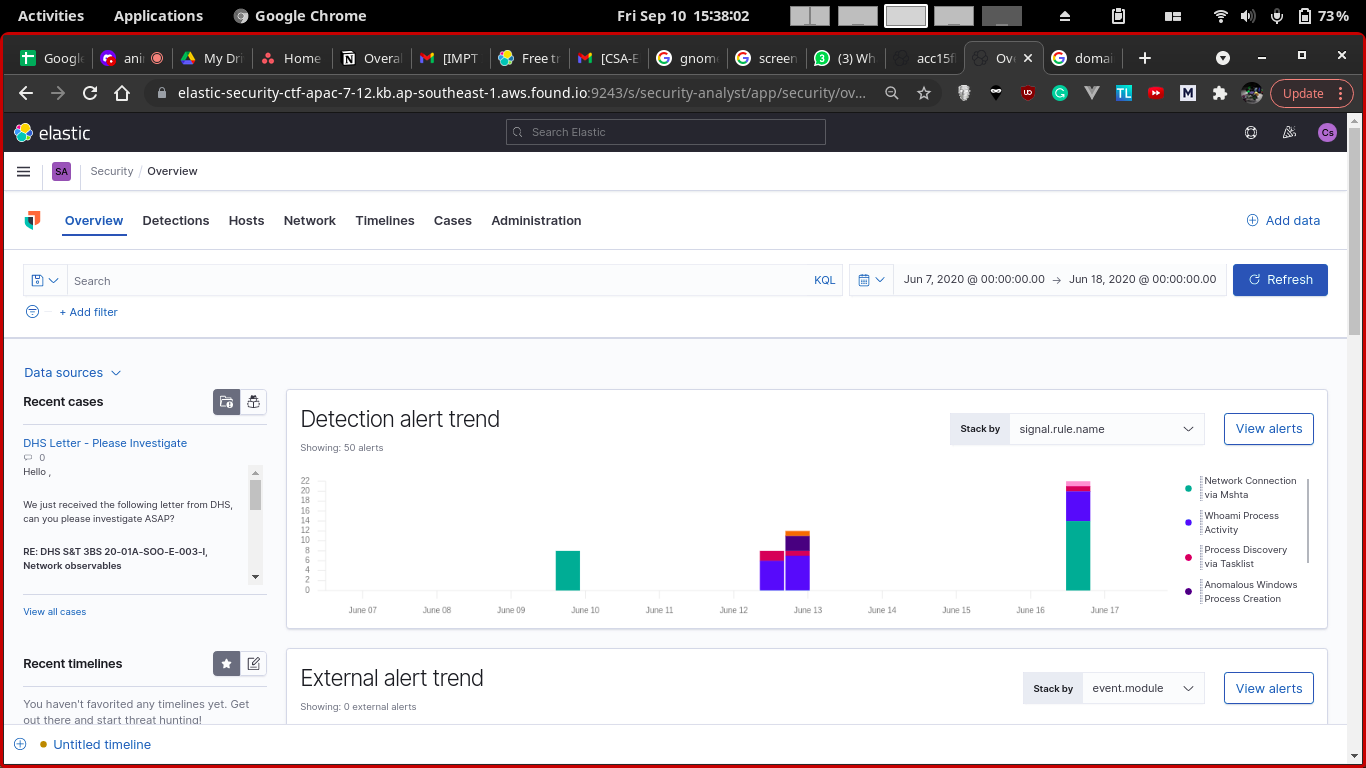 Activities Applications Google Chrome Fri Sep 10 15:38:02 73%
Google ani My Dri Home Overal [IMPT Free tr [CSA-E gnome screen (3) Wh acc15f Ove domai
elastic-security-ctf-apac-7-12.kb.ap-southeast-1.aws.found.io:9243/s/security-analyst/app/security/ov... Update
elastic Search Elastic Cs
SA Security / Overview
Overview Detections Hosts Network Timelines Cases Administration Add data
Search KQL Jun 7, 2020 @ 00:00:00.00 → Jun 18, 2020 @ 00:00:00.00 Refresh
+ Add filter
Data sources
Recent cases
DHS Letter - Please Investigate
0
Hello ,
We just received the following letter from DHS,
can you please investigate ASAP?
RE: DHS S&T 3BS 20-01A-SOO-E-003-I,
Network observables
View all cases
Recent timelines
You haven't favorited any timelines yet. Get
out there and start threat hunting!
Detection alert trend
Showing: 50 alerts
Stack by signal.rule.name View alerts
22
20
18
16
14
12
10
8
6
4
2
0
June 07 June 08 June 09 June 10 June 11 June 12 June 13 June 14 June 15 June 16 June 17
Network Connection
via Mshta
Whoami Process
Activity
Process Discovery
via Tasklist
Anomalous Windows
Process Creation
External alert trend
Showing: 0 external alerts
Stack by event.module View alerts
Untitled timeline